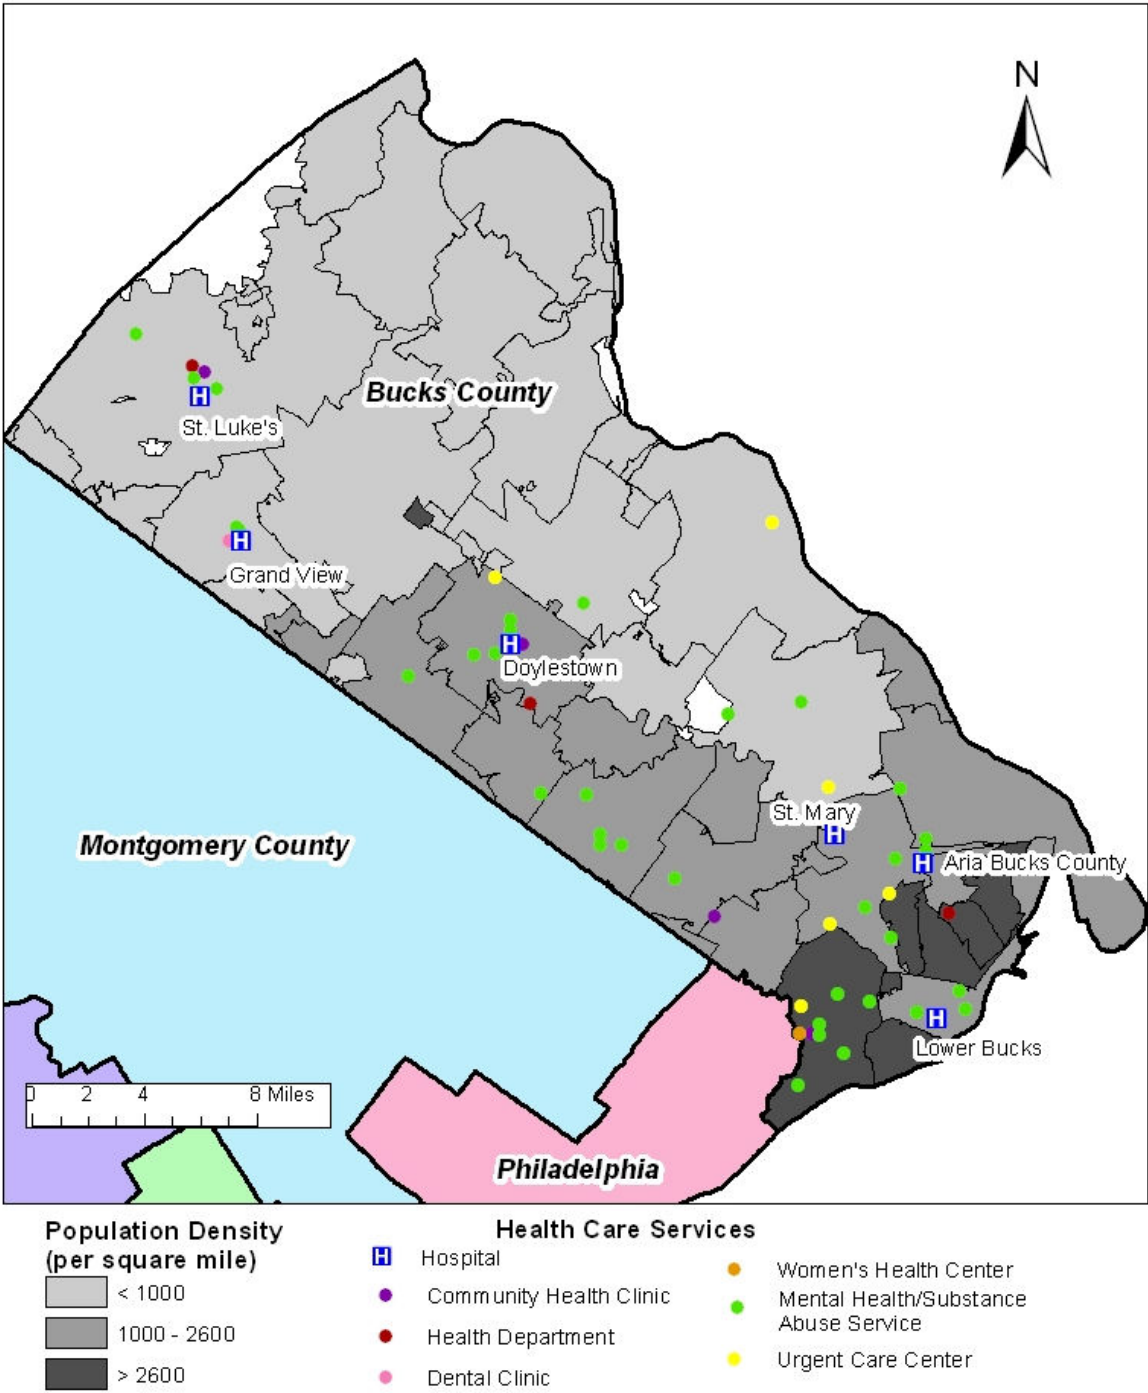 N
Bucks County
St. Luke's
Grand View
Doylestown
St. Mary
Montgomery County
Aria Bucks County
Lower Bucks
0 2 4 8 Miles
Philadelphia
Population Density
(per square mile)
< 1000
1000 - 2600
> 2600
Health Care Services
H Hospital
Community Health Clinic
Health Department
Dental Clinic
Women's Health Center
Mental Health/Substance
Abuse Service
Urgent Care Center
H
H
H
H
H
H